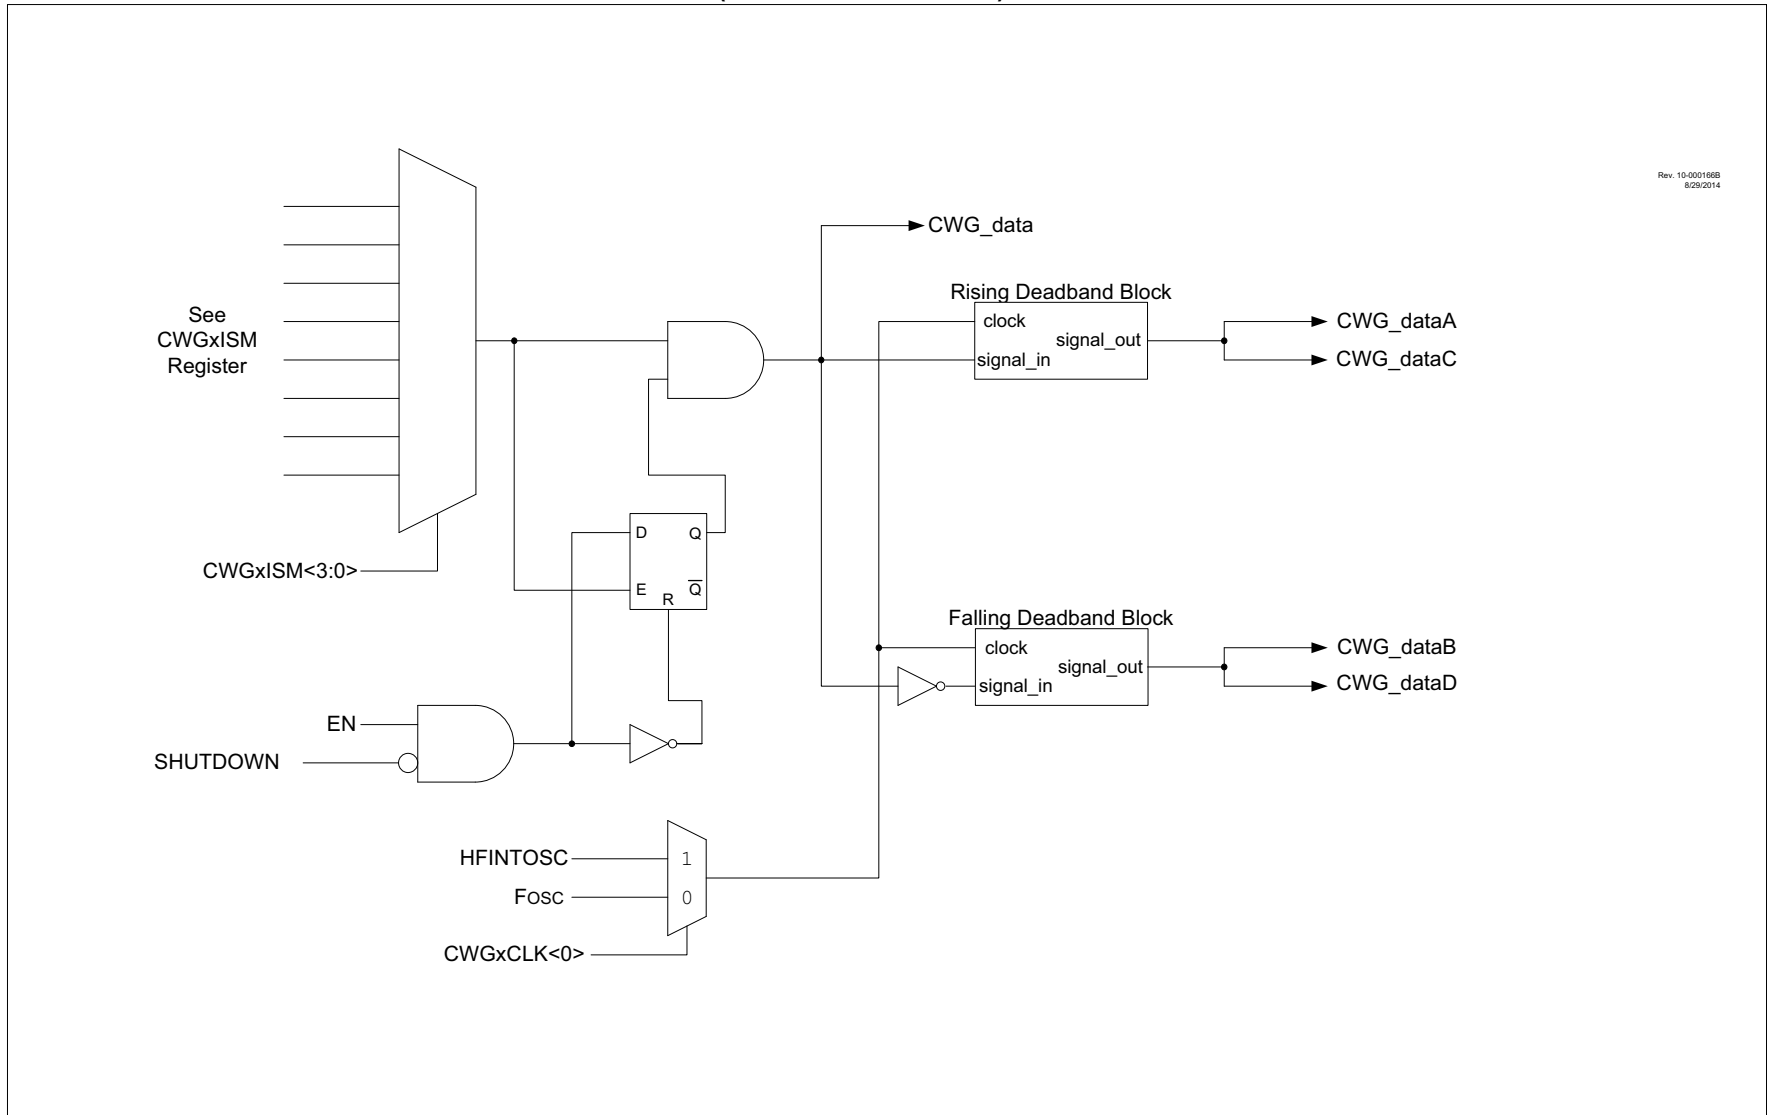 Rev. 10-000166B
8/29/2014
CWG_data
Rising Deadband Block
clock
signal_out
signal_in
CWG_dataA
CWG_dataC
See
CWGxISM
Register
D
Q
E
Q̅
R
CWGxISM<3:0>
Falling Deadband Block
clock
signal_out
signal_in
CWG_dataB
CWG_dataD
EN
SHUTDOWN
HFINTOSC
1
FOSC
0
CWGxCLK<0>